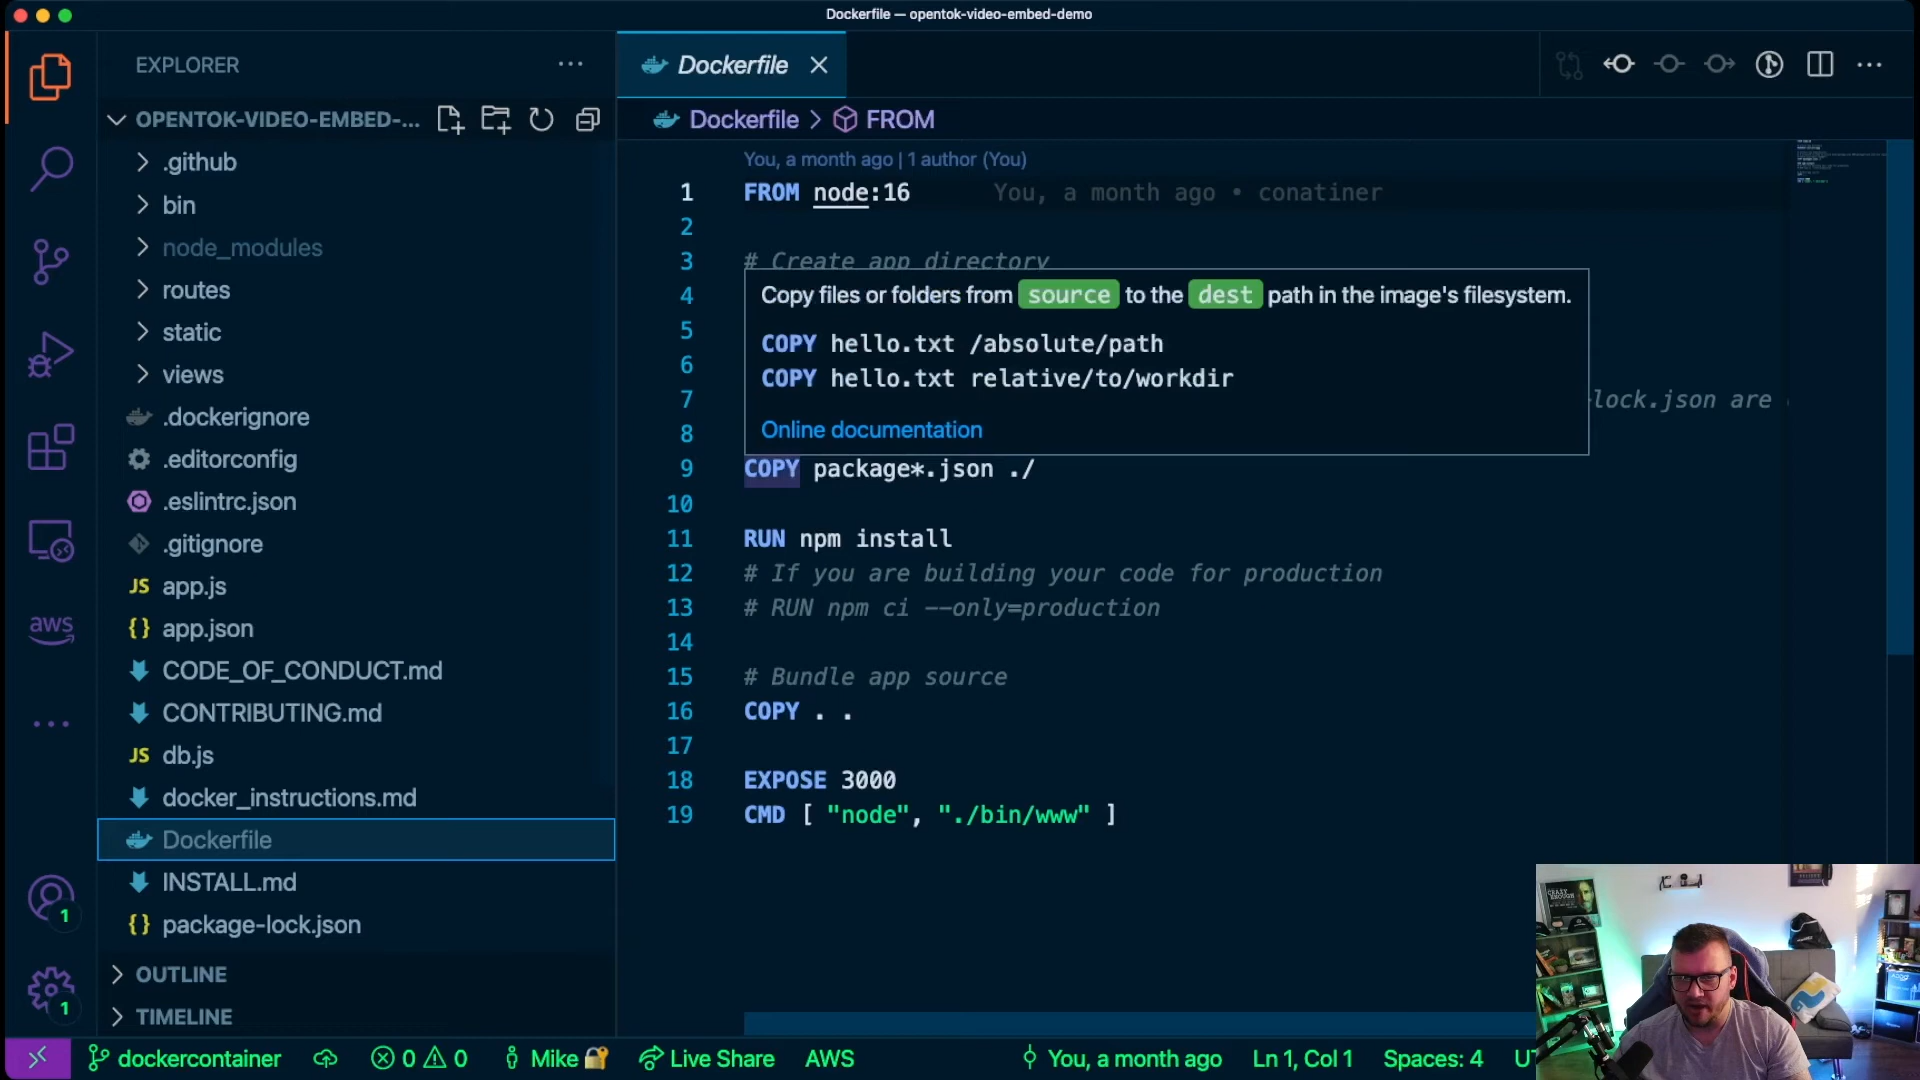 Dockerfile — opentok-video-embed-demo
EXPLORER
Dockerfile
OPENTOK-VIDEO-EMBED-...
Dockerfile > FROM
.github
bin
node_modules
routes
static
views
.dockerignore
.editorconfig
.eslintrc.json
.gitignore
JS app.js
{} app.json
CODE_OF_CONDUCT.md
CONTRIBUTING.md
JS db.js
docker_instructions.md
Dockerfile
INSTALL.md
{} package-lock.json
OUTLINE
TIMELINE
aws
1
1
You, a month ago | 1 author (You)
1 FROM node:16 You, a month ago • conatiner
2
3 # Create app directory
4
Copy files or folders from source to the dest path in the image's filesystem.
5
COPY hello.txt /absolute/path
6
COPY hello.txt relative/to/workdir
7 lock.json are
8
Online documentation
9 COPY package*.json ./
10
11 RUN npm install
12 # If you are building your code for production
13 # RUN npm ci --only=production
14
15 # Bundle app source
16 COPY . .
17
18 EXPOSE 3000
19 CMD [ "node", "./bin/www" ]
dockercontainer 0 0 Mike Live Share AWS You, a month ago Ln 1, Col 1 Spaces: 4